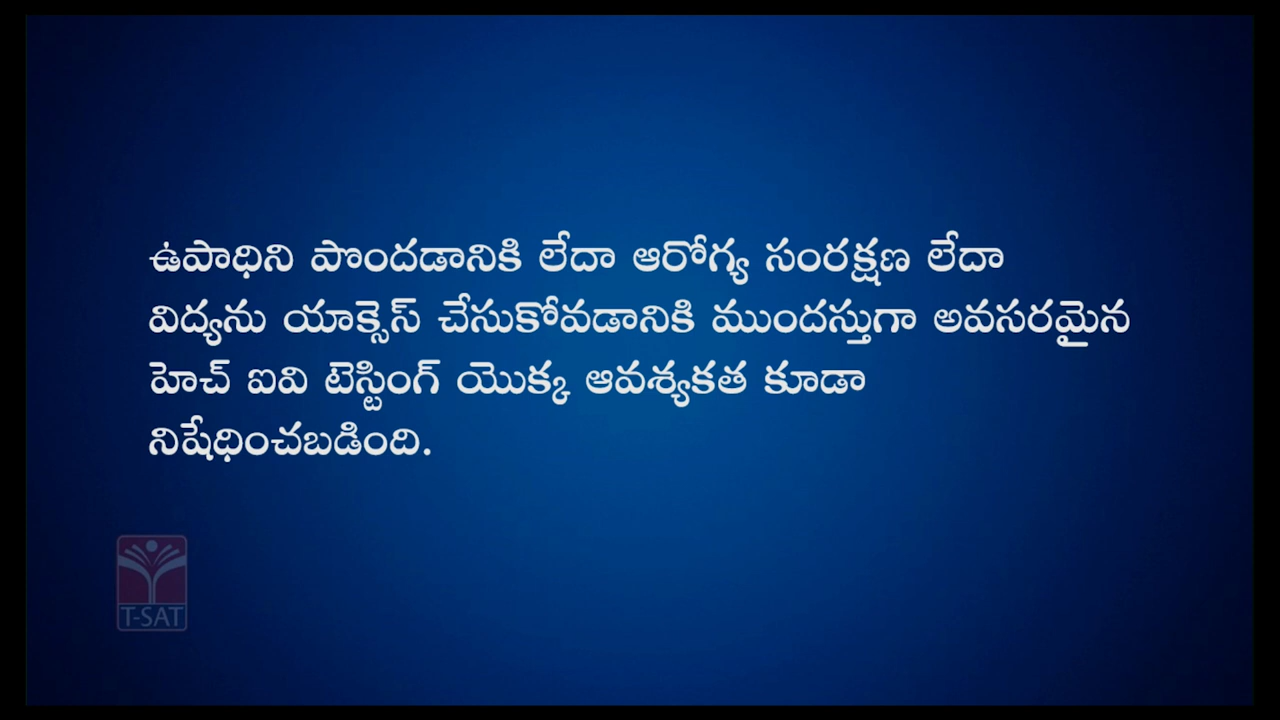 ఉపాధిని పొందడానికి లేదా ఆరోగ్య సంరక్షణ లేదా
విద్యను యాక్సెస్ చేసుకోవడానికి ముందస్తుగా అవసరమైన
హెచ్ ఐవి టెస్టింగ్ యొక్క ఆవశ్యకత కూడా
నిషేధించబడింది.
T-SAT